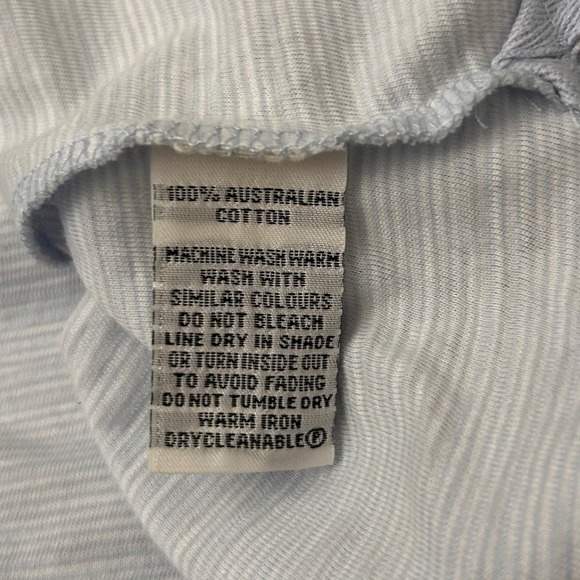 100% AUSTRALIAN
COTTON
MACHINE WASH WARM
WASH WITH
SIMILAR COLOURS
DO NOT BLEACH
LINE DRY IN SHADE
OR TURN INSIDE OUT
TO AVOID FADING
DO NOT TUMBLE DRY
WARM IRON
DRYCLEANABLE Ⓟ